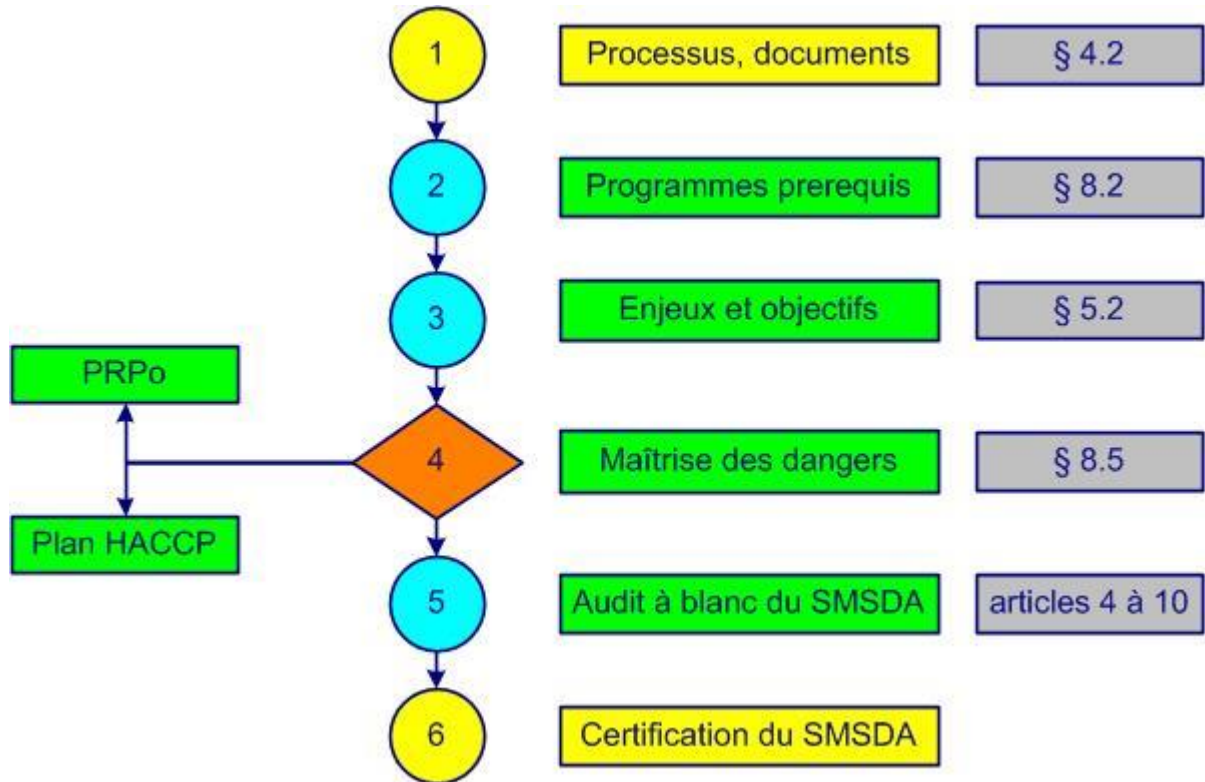 1 Processus, documents § 4.2
2 Programmes prerequis § 8.2
3 Enjeux et objectifs § 5.2
PRPo
4 Maîtrise des dangers § 8.5
Plan HACCP
5 Audit à blanc du SMSDA articles 4 à 10
6 Certification du SMSDA